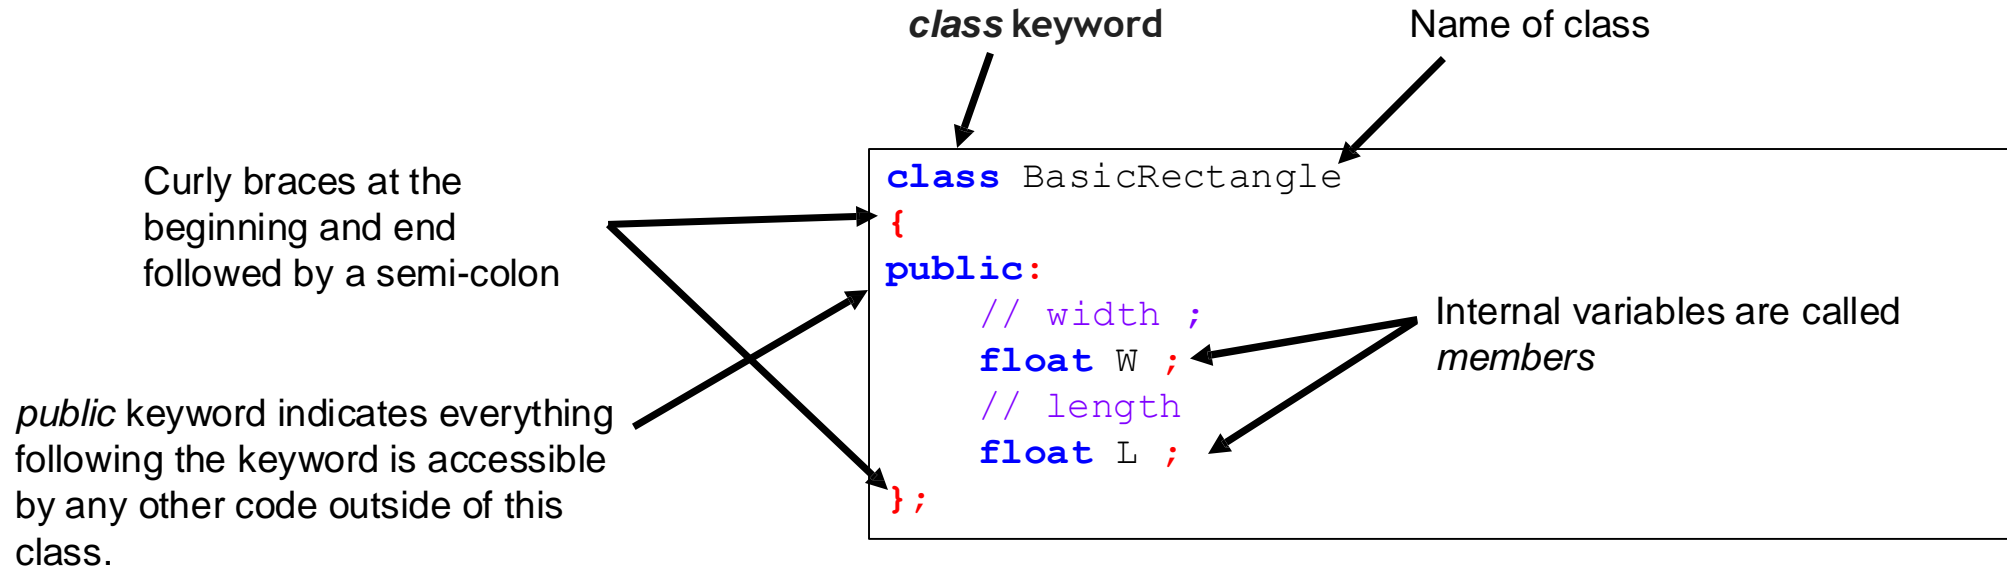 class keyword
Name of class
Curly braces at the
beginning and end
followed by a semi-colon
public keyword indicates everything
following the keyword is accessible
by any other code outside of this
class.
class BasicRectangle
{
public:
// width ;
float W ;
// length
float L ;
};
Internal variables are called
members